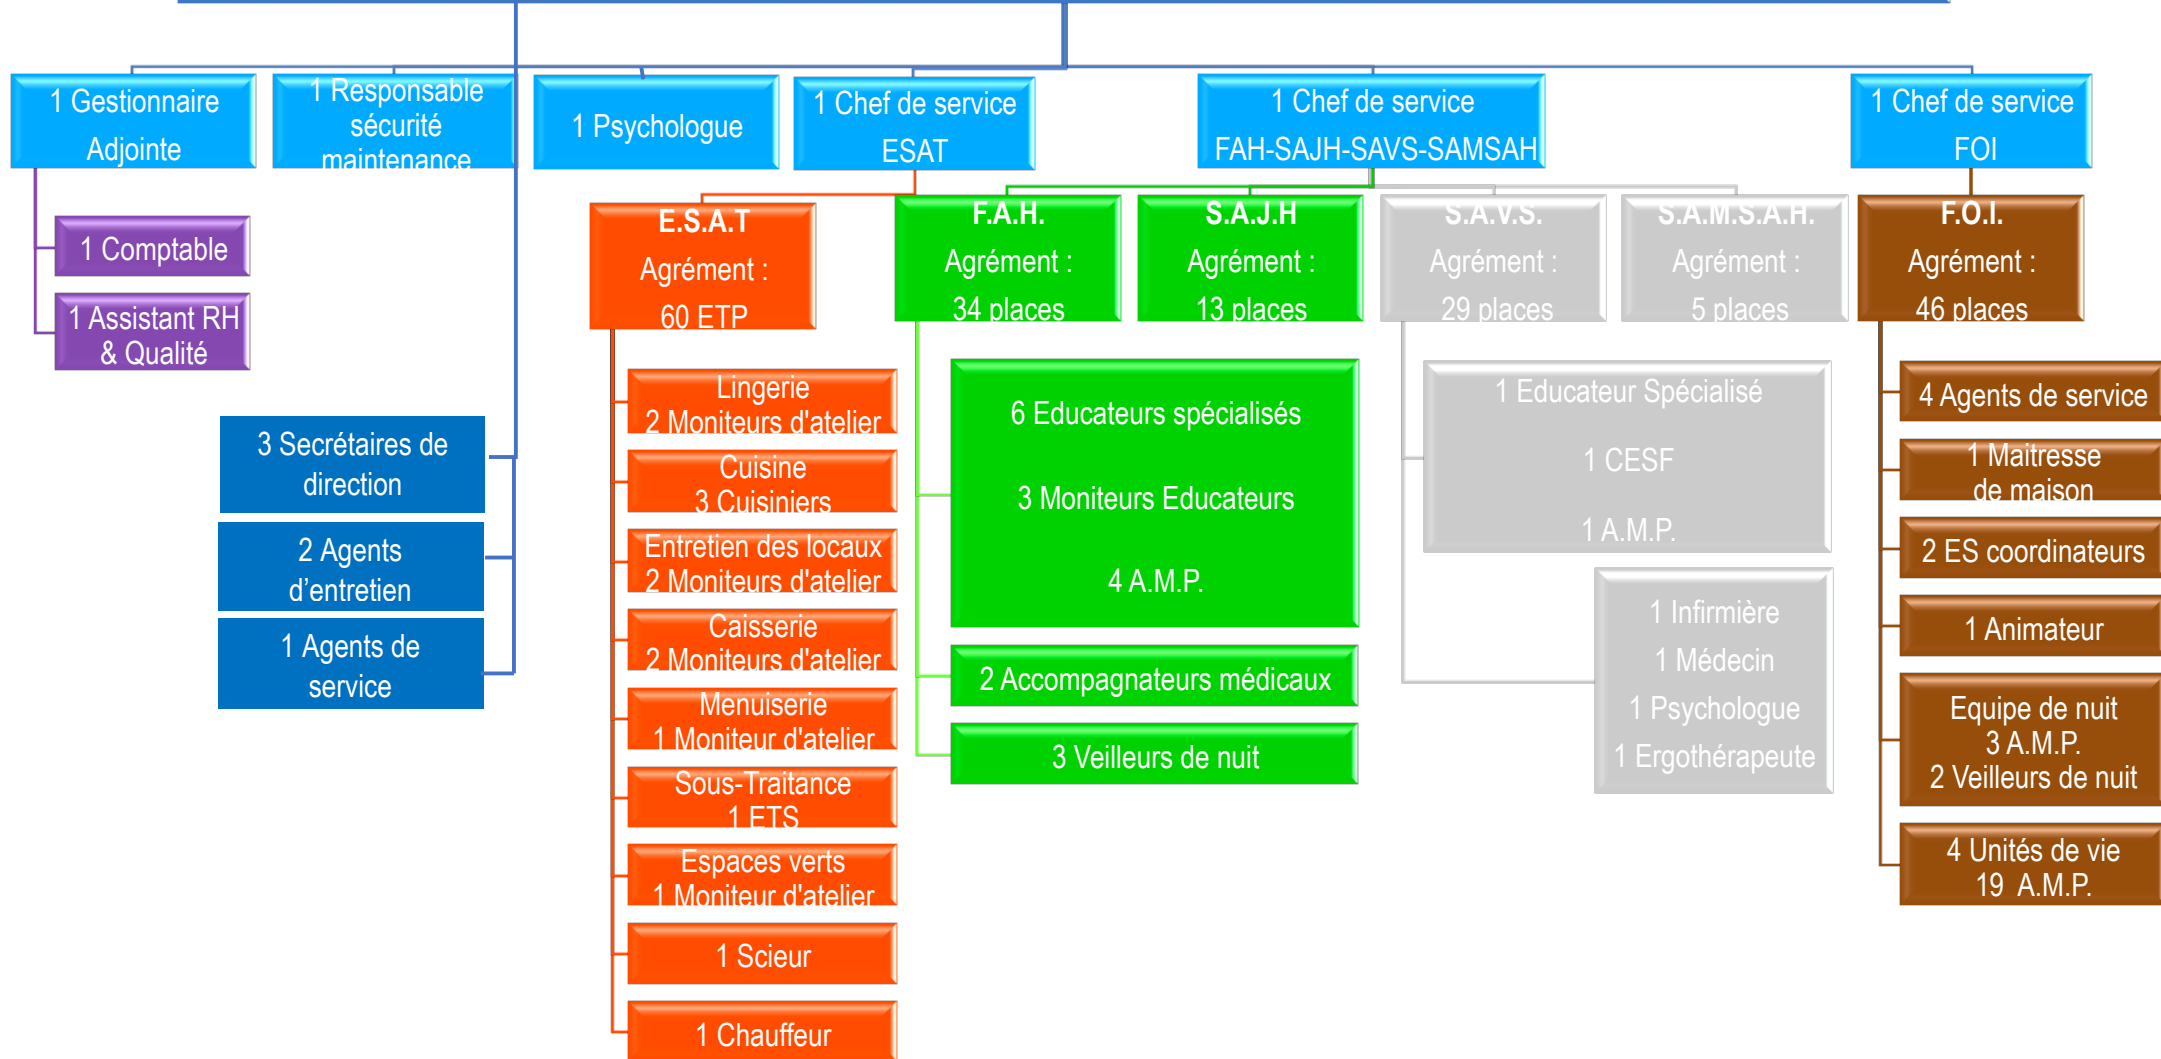 1 Gestionnaire
Adjointe
1 Responsable
sécurité
maintenance
1 Psychologue
1 Chef de service
ESAT
1 Chef de service
FAH-SAJH-SAVS-SAMSAH
1 Chef de service
FOI
1 Comptable
1 Assistant RH
& Qualité
3 Secrétaires de
direction
2 Agents
d’entretien
1 Agents de
service
E.S.A.T
Agrément :
60 ETP
Lingerie
2 Moniteurs d'atelier
Cuisine
3 Cuisiniers
Entretien des locaux
2 Moniteurs d'atelier
Caisserie
2 Moniteurs d'atelier
Menuiserie
1 Moniteur d'atelier
Sous-Traitance
1 ETS
Espaces verts
1 Moniteur d'atelier
1 Scieur
1 Chauffeur
F.A.H.
Agrément :
34 places
S.A.J.H
Agrément :
13 places
6 Educateurs spécialisés
3 Moniteurs Educateurs
4 A.M.P.
2 Accompagnateurs médicaux
3 Veilleurs de nuit
S.A.V.S.
Agrément :
29 places
S.A.M.S.A.H.
Agrément :
5 places
1 Educateur Spécialisé
1 CESF
1 A.M.P.
1 Infirmière
1 Médecin
1 Psychologue
1 Ergothérapeute
F.O.I.
Agrément :
46 places
4 Agents de service
1 Maitresse
de maison
2 ES coordinateurs
1 Animateur
Equipe de nuit
3 A.M.P.
2 Veilleurs de nuit
4 Unités de vie
19 A.M.P.